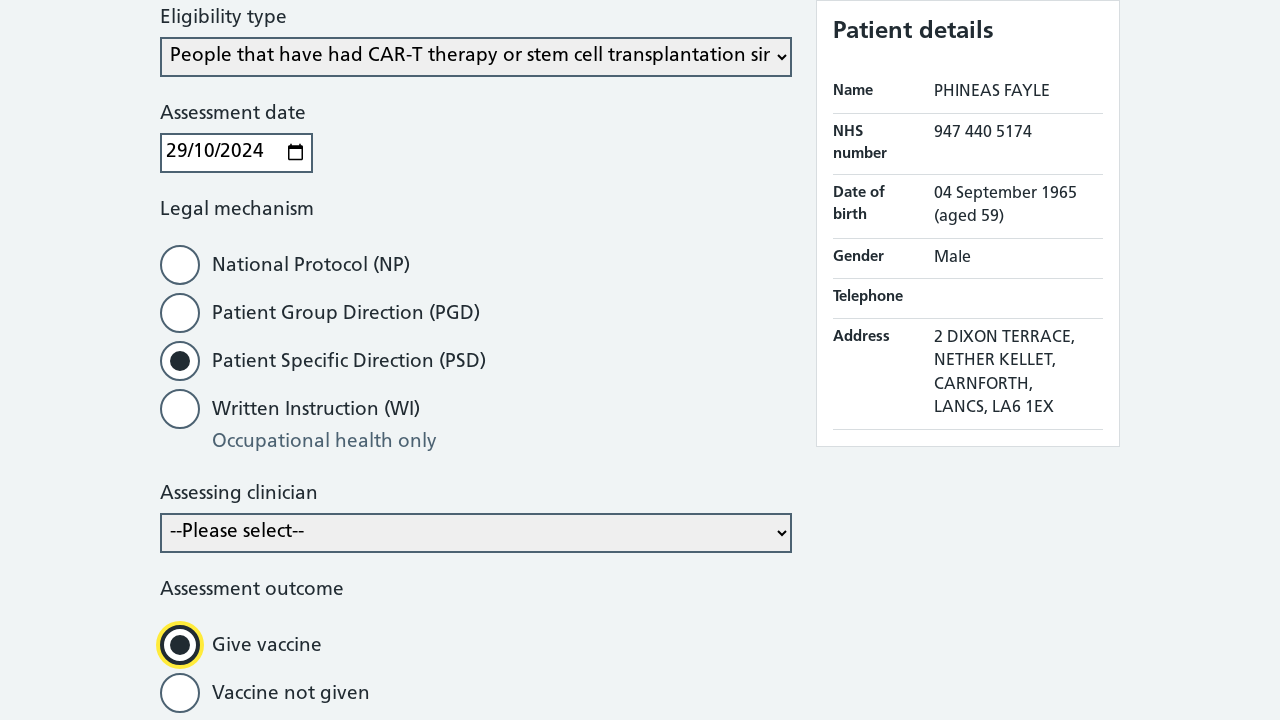 Eligibility type
People that have had CAR-T therapy or stem cell transplantation sir
Assessment date
29/10/2024
Legal mechanism
National Protocol (NP)
Patient Group Direction (PGD)
Patient Specific Direction (PSD)
Written Instruction (WI)
Occupational health only
Assessing clinician
--Please select--
Assessment outcome
Give vaccine
Vaccine not given
Patient details
Name PHINEAS FAYLE
NHS number 947 440 5174
Date of birth 04 September 1965
(aged 59)
Gender Male
Telephone
Address 2 DIXON TERRACE,
NETHER KELLET,
CARNFORTH,
LANCS, LA6 1EX